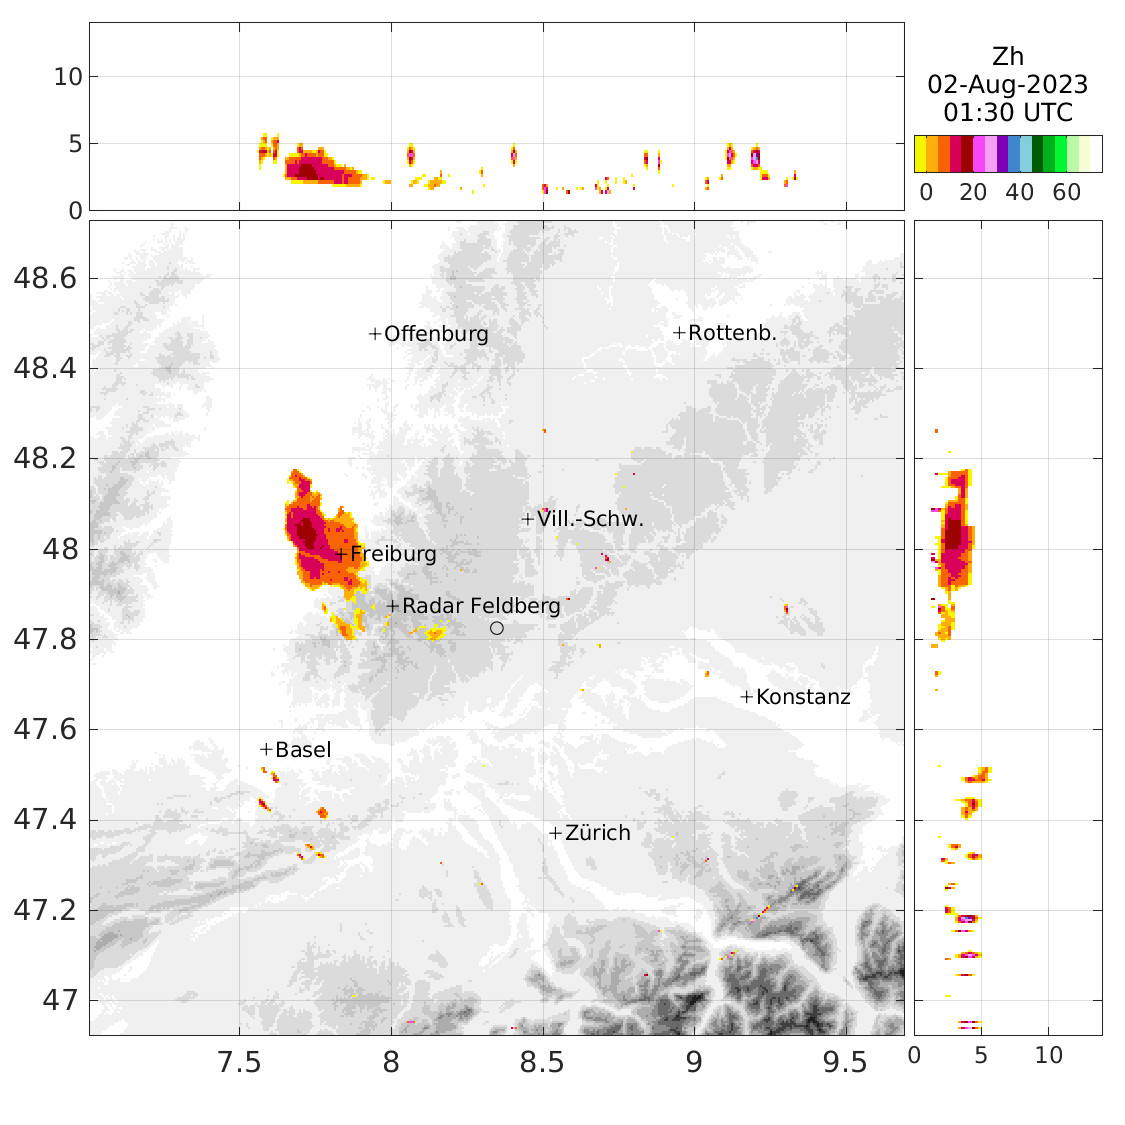 10
5
0
Zh
02-Aug-2023
01:30 UTC
0 20 40 60
48.6
48.4
48.2
48
47.8
47.6
47.4
47.2
47
Offenburg
Rottenb.
Vill.-Schw.
Freiburg
Radar Feldberg
Konstanz
Basel
Zürich
7.5 8 8.5 9 9.5
0 5 10